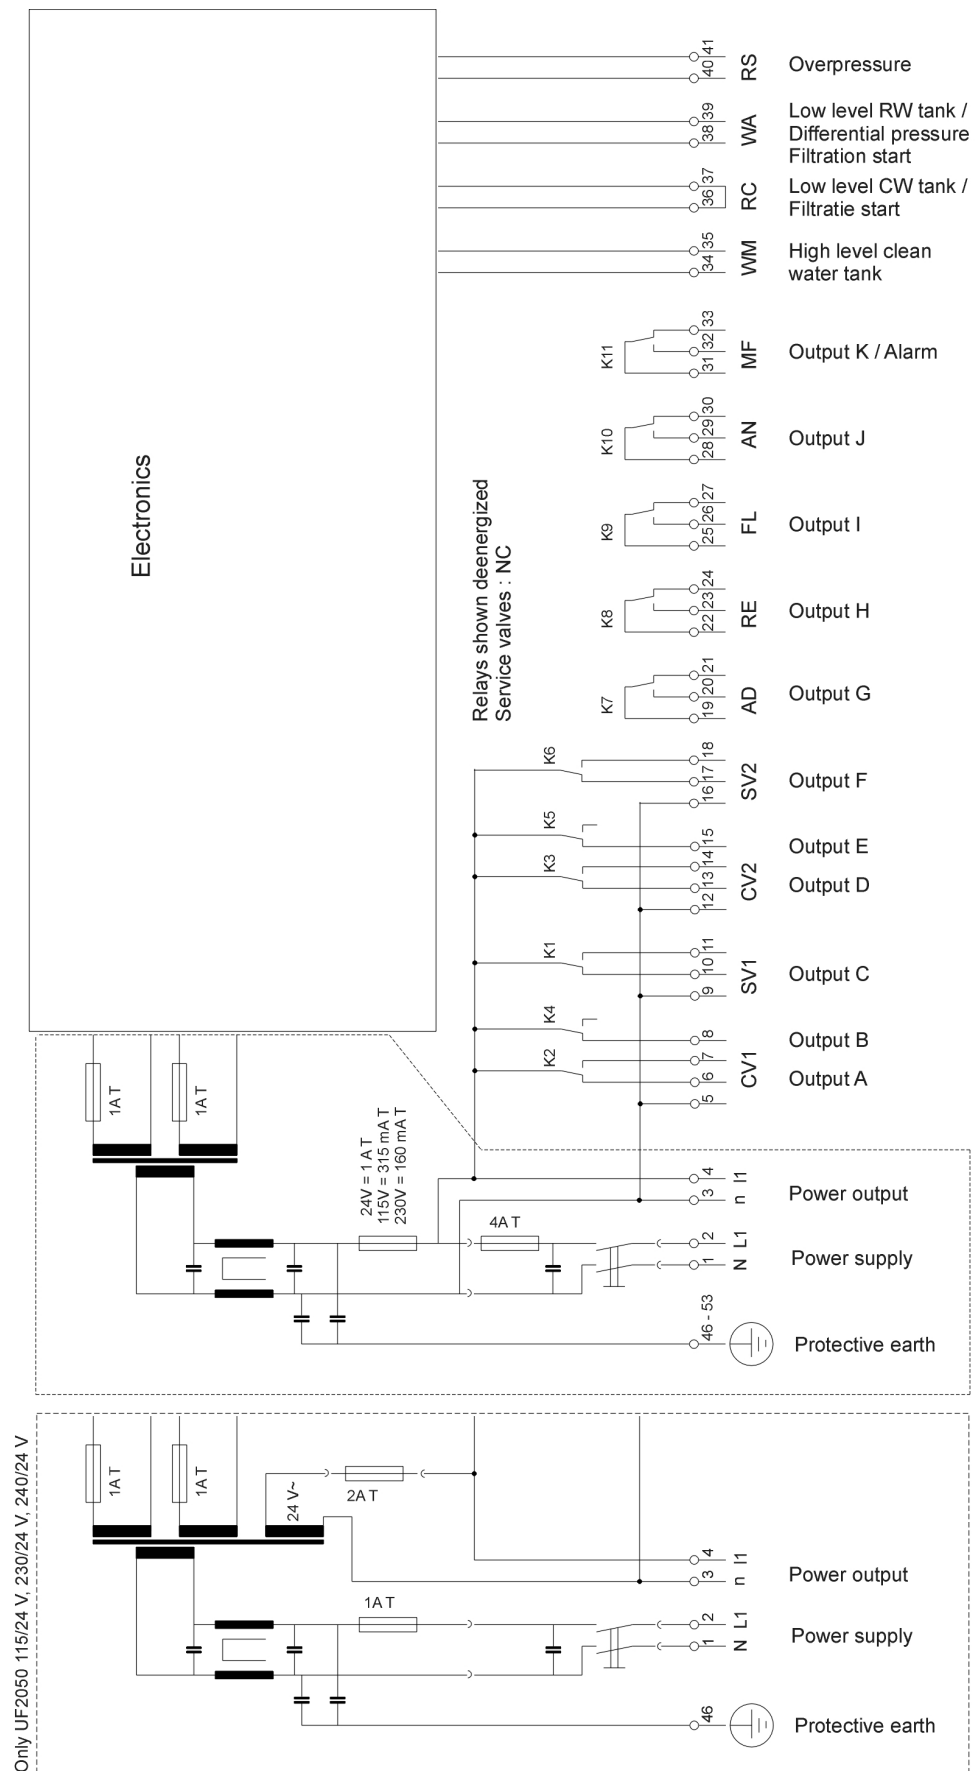 Electronics
41
40
RS
Overpressure
39
38
WA
Low level RW tank /
Differential pressure
Filtration start
37
36
RC
Low level CW tank /
Filtratie start
35
34
WM
High level clean
water tank
K11
33
32
31
MF
Output K / Alarm
K10
30
29
28
AN
Output J
Relays shown deenergized
Service valves : NC
K9
27
26
25
FL
Output I
K8
24
23
22
RE
Output H
K7
21
20
19
AD
Output G
K6
18
17
16
SV2
Output F
K5
15
Output E
K3
14
13
12
CV2
Output D
K1
11
10
9
SV1
Output C
K4
8
Output B
K2
7
6
5
CV1
Output A
1A T
1A T
24V = 1 A T
115V = 315 mA T
230V = 160 mA T
4A T
4
l1
3
n
Power output
2
L1
1
N
Power supply
46 - 53
Protective earth
Only UF2050 115/24 V, 230/24 V, 240/24 V
1A T
1A T
24 V~
2A T
4
l1
3
n
Power output
1A T
2
L1
1
N
Power supply
46
Protective earth